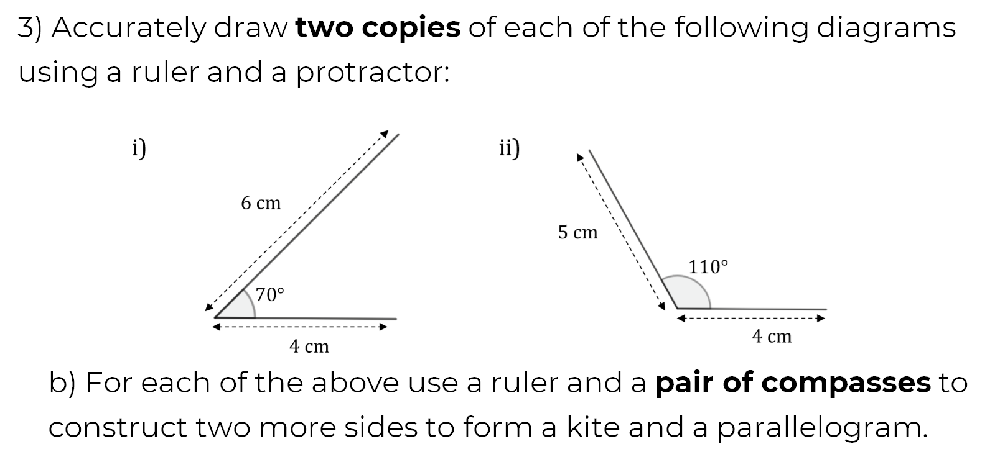 3) Accurately draw two copies of each of the following diagrams
using a ruler and a protractor:
i)
6 cm
70°
4 cm
ii)
5 cm
110°
4 cm
b) For each of the above use a ruler and a pair of compasses to
construct two more sides to form a kite and a parallelogram.